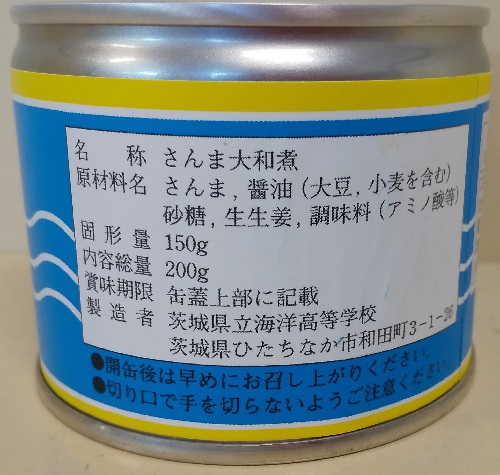 名称 さんま大和煮
原材料名 さんま，醤油（大豆，小麦を含む）
砂糖，生生姜，調味料（アミノ酸等）
固形量 150g
内容総量 200g
賞味期限 缶蓋上部に記載
製造者 茨城県立海洋高等学校
茨城県ひたちなか市和田町3-1-26
●開缶後は早めにお召し上がりください。
●切り口で手を切らないようご注意ください。